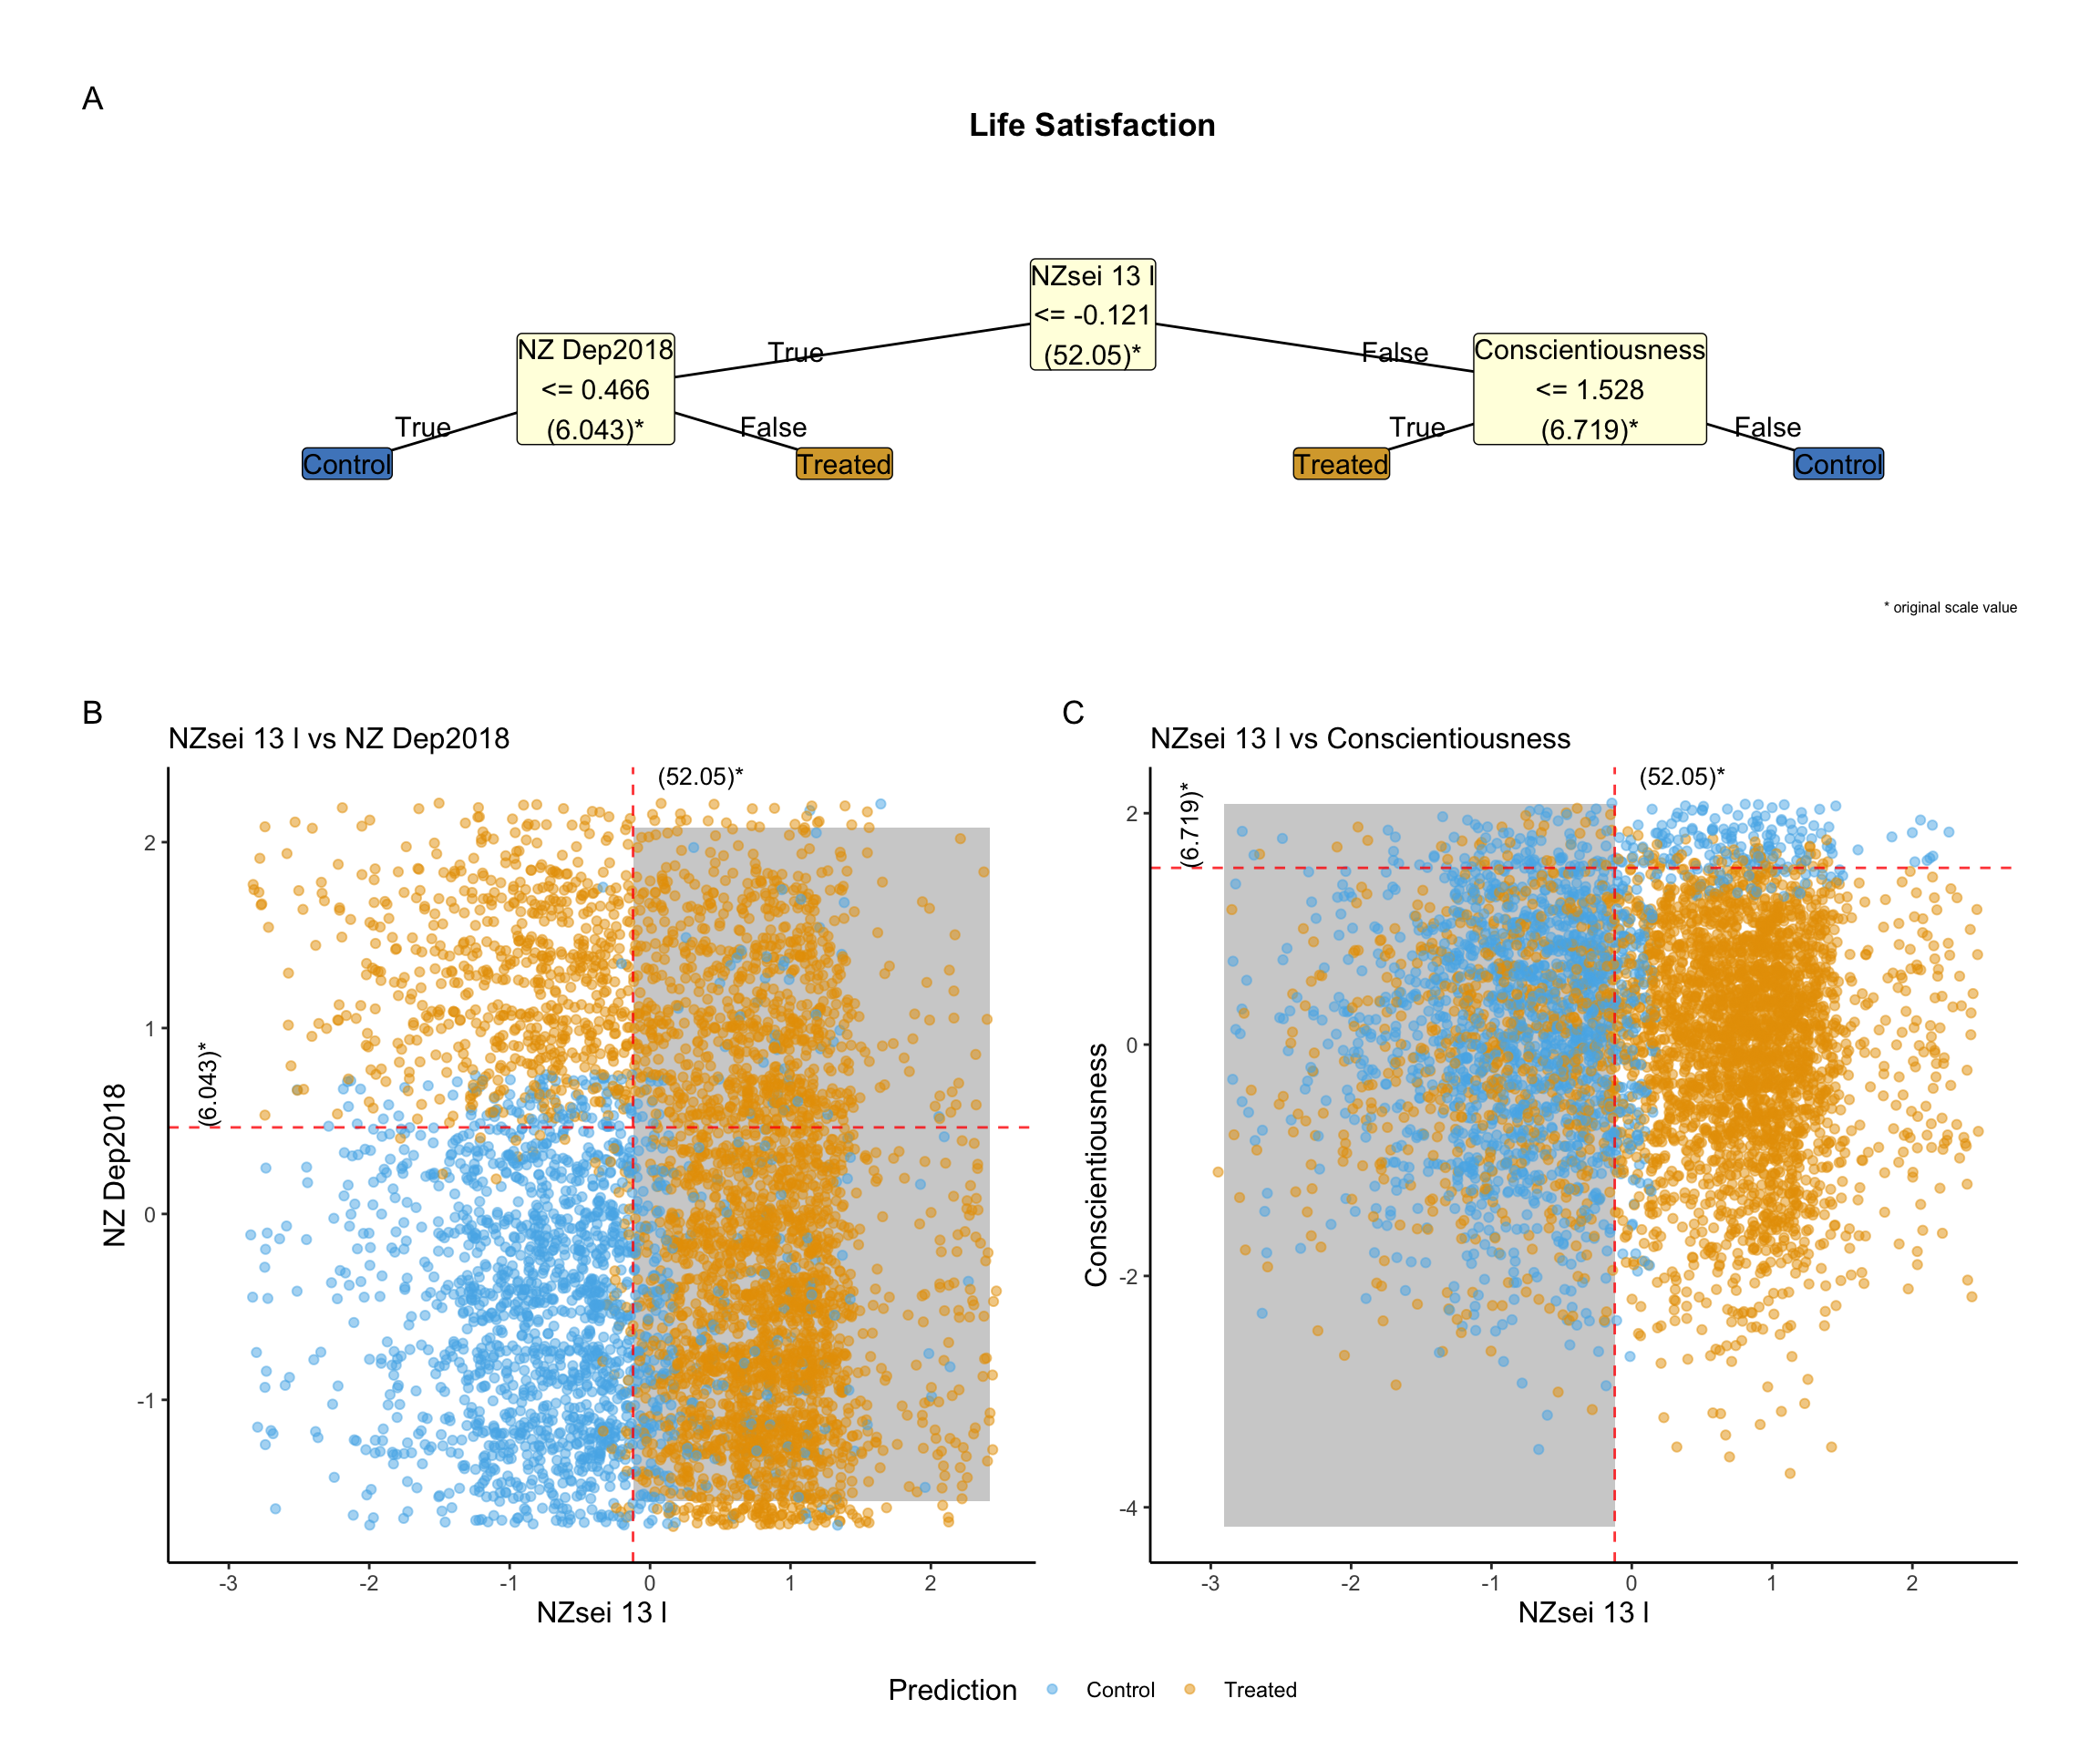 A
Life Satisfaction
NZsei 13 l
<= -0.121
(52.05)*
True
False
NZ Dep2018
<= 0.466
(6.043)*
Conscientiousness
<= 1.528
(6.719)*
True
False
True
False
Control
Treated
Treated
Control
* original scale value
B
NZsei 13 l vs NZ Dep2018
(52.05)*
(6.043)*
NZ Dep2018
2
1
0
-1
-3
-2
-1
0
1
2
NZsei 13 l
C
NZsei 13 l vs Conscientiousness
(52.05)*
(6.719)*
Conscientiousness
2
0
-2
-4
-3
-2
-1
0
1
2
NZsei 13 l
Prediction
Control
Treated